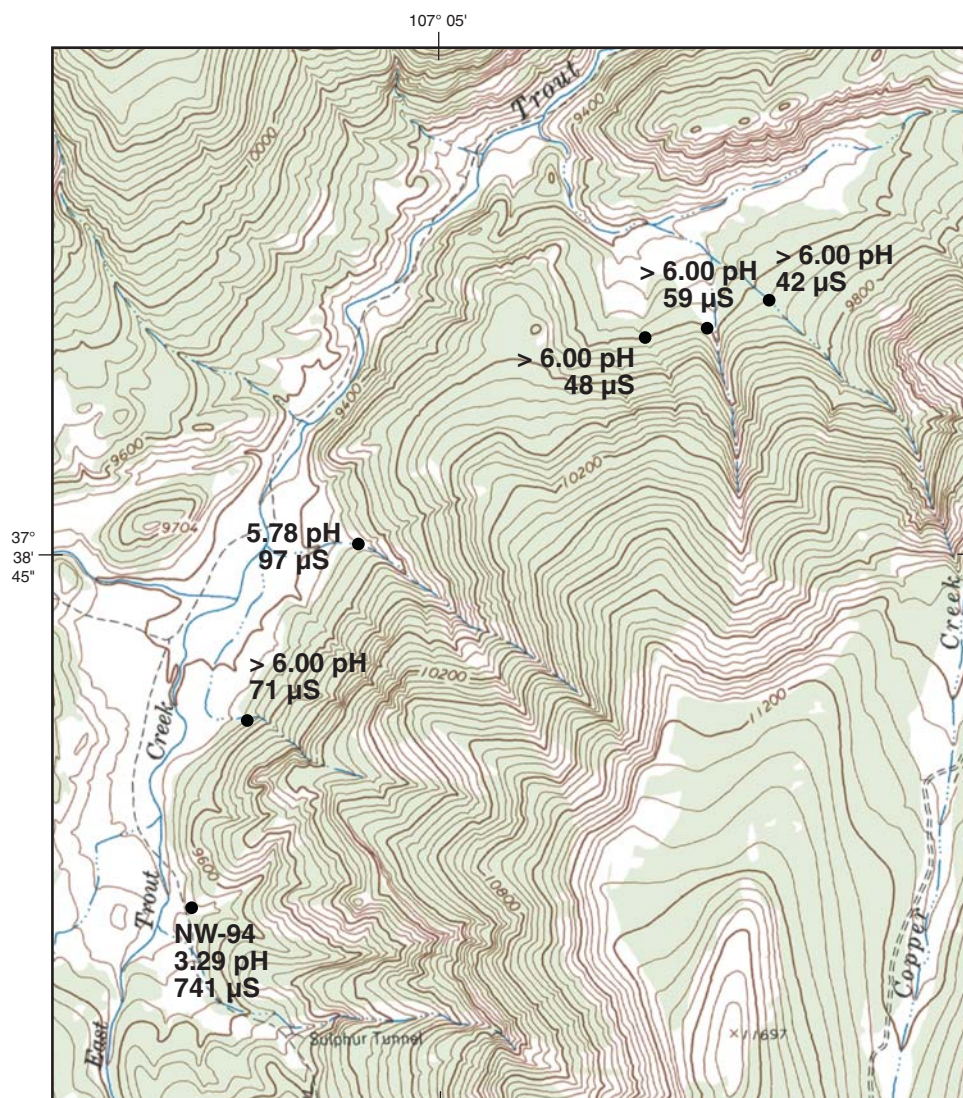 107° 05'
Trout
9400
10000
> 6.00 pH
42 µS
> 6.00 pH
59 µS
9800
> 6.00 pH
48 µS
9400
9600
10200
9704
37°
38'
45"
5.78 pH
97 µS
Creek
> 6.00 pH
71 µS
10200
11200
Creek
9600
10800
Trout
NW-94
3.29 pH
741 µS
Copper
East
Sulphur Tunnel
×11697